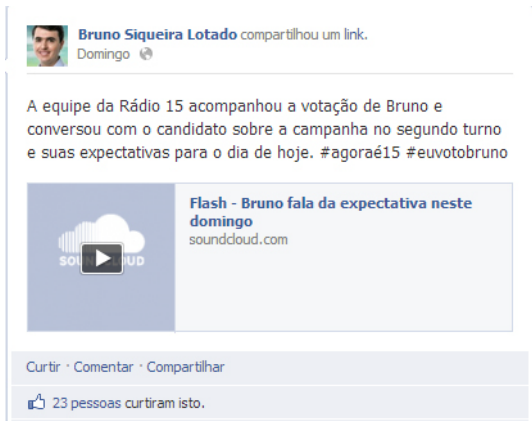 Bruno Siqueira Lotado compartilhou um link.
Domingo
A equipe da Rádio 15 acompanhou a votação de Bruno e
conversou com o candidato sobre a campanha no segundo turno
e suas expectativas para o dia de hoje. #agoraé15 #euvotobruno
Flash - Bruno fala da expectativa neste
domingo
soundcloud.com
SOUNDCLOUD
Curtir · Comentar · Compartilhar
23 pessoas curtiram isto.